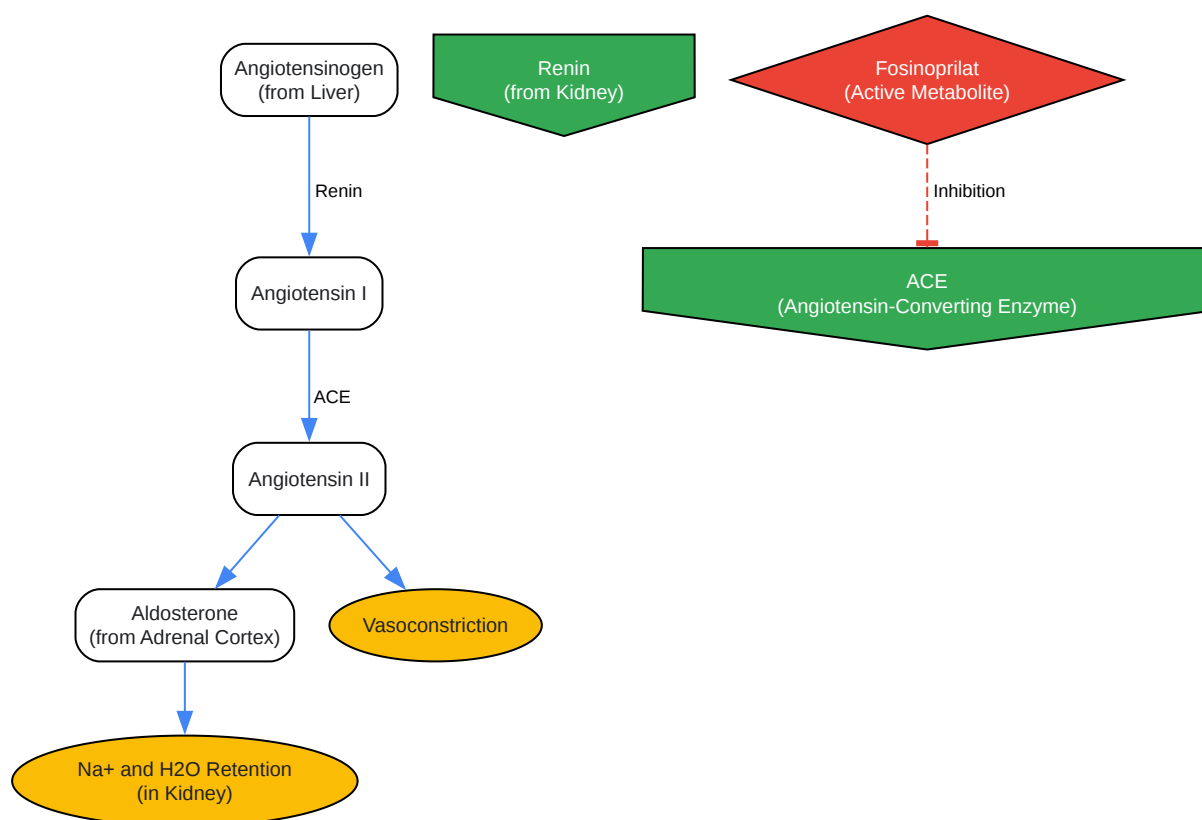 Angiotensinogen
(from Liver)
Renin
(from Kidney)
Fosinoprilat
(Active Metabolite)
Renin
Inhibition
Angiotensin I
ACE
(Angiotensin-Converting Enzyme)
ACE
Angiotensin II
Aldosterone
(from Adrenal Cortex)
Vasoconstriction
Na+ and H2O Retention
(in Kidney)